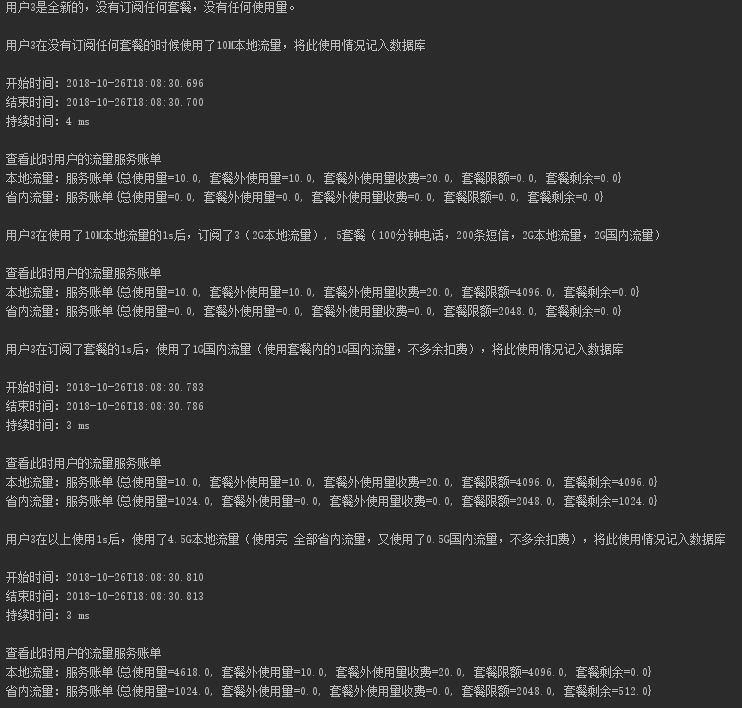 用户3是全新的，没有订阅任何套餐，没有任何使用量。
用户3在没有订阅任何套餐的时候使用了10M本地流量，将此使用情况记入数据库
开始时间：2018-10-26T18:08:30.696
结束时间：2018-10-26T18:08:30.700
持续时间：4 ms
查看此时用户的流量服务账单
本地流量：服务账单{总使用量=10.0, 套餐外使用量=10.0, 套餐外使用量收费=20.0, 套餐限额=0.0, 套餐剩余=0.0}
省内流量：服务账单{总使用量=0.0, 套餐外使用量=0.0, 套餐外使用量收费=0.0, 套餐限额=0.0, 套餐剩余=0.0}
用户3在使用了10M本地流量的1s后，订阅了3（2G本地流量）, 5套餐（100分钟电话，200条短信，2G本地流量，2G国内流量）
查看此时用户的流量服务账单
本地流量：服务账单{总使用量=10.0, 套餐外使用量=10.0, 套餐外使用量收费=20.0, 套餐限额=4096.0, 套餐剩余=0.0}
省内流量：服务账单{总使用量=0.0, 套餐外使用量=0.0, 套餐外使用量收费=0.0, 套餐限额=2048.0, 套餐剩余=0.0}
用户3在订阅了套餐的1s后，使用了1G国内流量（使用套餐内的1G国内流量，不多余扣费），将此使用情况记入数据库
开始时间：2018-10-26T18:08:30.783
结束时间：2018-10-26T18:08:30.786
持续时间：3 ms
查看此时用户的流量服务账单
本地流量：服务账单{总使用量=10.0, 套餐外使用量=10.0, 套餐外使用量收费=20.0, 套餐限额=4096.0, 套餐剩余=4096.0}
省内流量：服务账单{总使用量=1024.0, 套餐外使用量=0.0, 套餐外使用量收费=0.0, 套餐限额=2048.0, 套餐剩余=1024.0}
用户3在以上使用1s后，使用了4.5G本地流量（使用完 全部省内流量，又使用了0.5G国内流量，不多余扣费），将此使用情况记入数据库
开始时间：2018-10-26T18:08:30.810
结束时间：2018-10-26T18:08:30.813
持续时间：3 ms
查看此时用户的流量服务账单
本地流量：服务账单{总使用量=4618.0, 套餐外使用量=10.0, 套餐外使用量收费=20.0, 套餐限额=4096.0, 套餐剩余=0.0}
省内流量：服务账单{总使用量=1024.0, 套餐外使用量=0.0, 套餐外使用量收费=0.0, 套餐限额=2048.0, 套餐剩余=512.0}